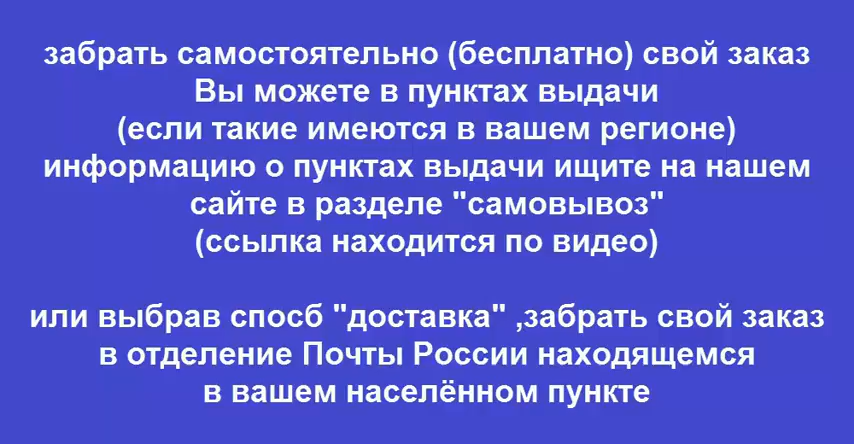 забрать самостоятельно (бесплатно) свой заказ
Вы можете в пунктах выдачи
(если такие имеются в вашем регионе)
информацию о пунктах выдачи ищите на нашем
сайте в разделе "самовывоз"
(ссылка находится по видео)
или выбрав спосб "доставка" ,забрать свой заказ
в отделение Почты России находящемся
в вашем населённом пункте